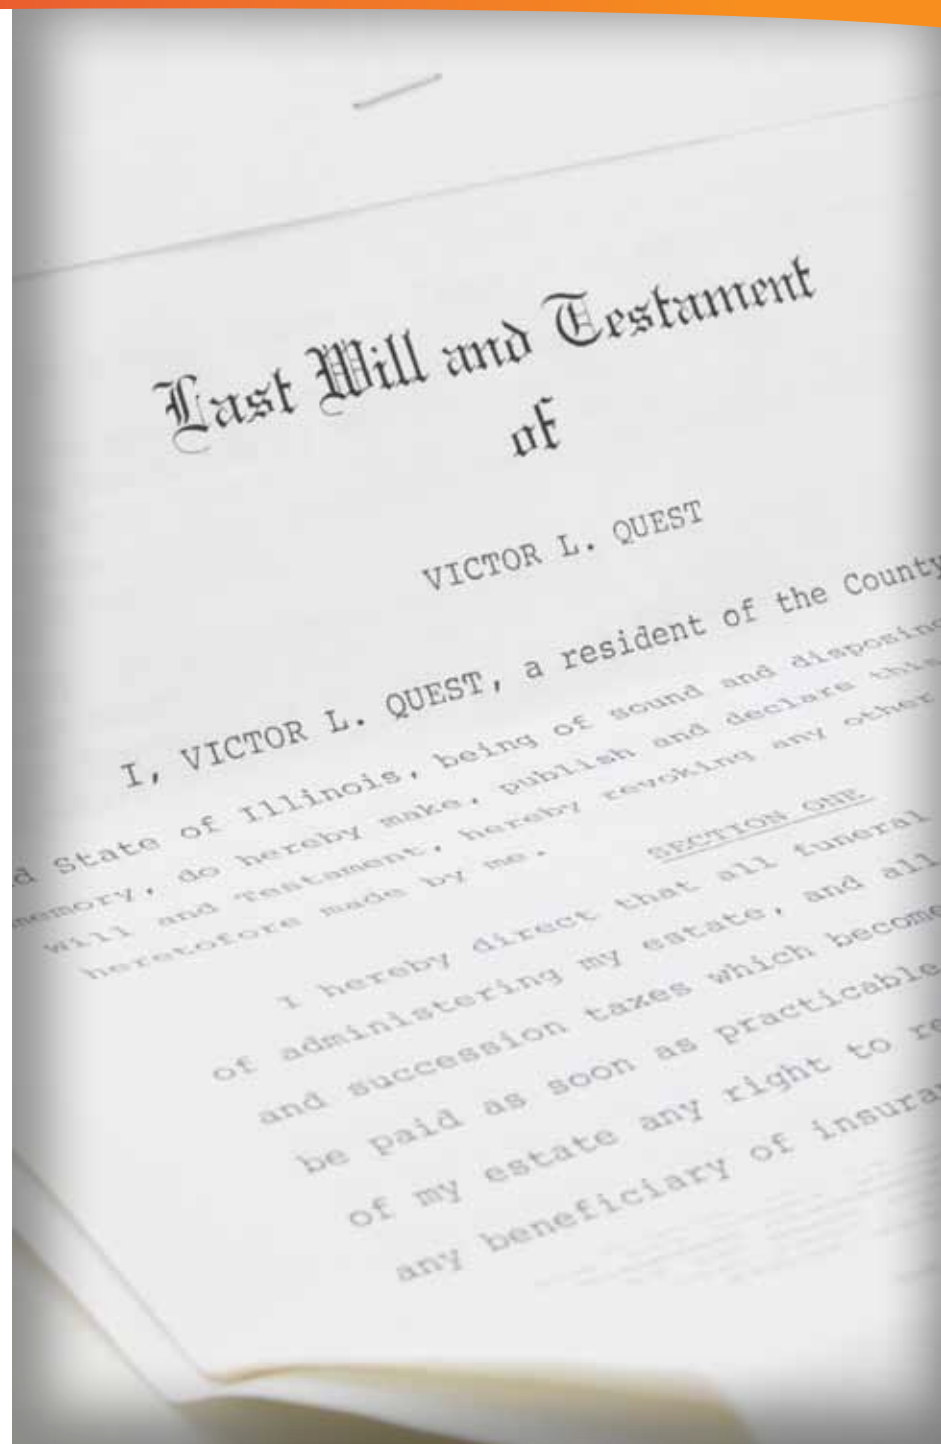 Last Will and Testament
of
VICTOR L. QUEST
I, VICTOR L. QUEST, a resident of the County
d State of Illinois, being of sound and disposing
memory, do hereby make, publish and declare this
Will and Testament, hereby revoking any other
heretofore made by me.
SECTION ONE
I hereby direct that all funeral
of administering my estate, and all
and succession taxes which become
be paid as soon as practicable
of my estate any right to re
any beneficiary of insura